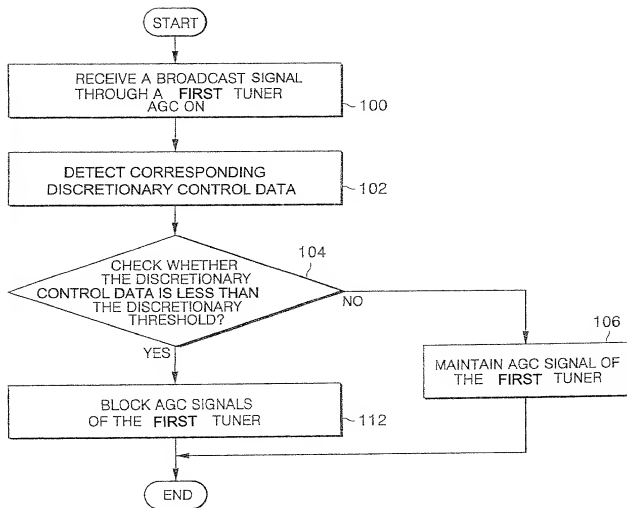 START
RECEIVE A BROADCAST SIGNAL
THROUGH A FIRST TUNER
AGC ON
100
DETECT CORRESPONDING
DISCRETIONARY CONTROL DATA
102
104
CHECK WHETHER
THE DISCRETIONARY
CONTROL DATA IS LESS THAN
THE DISCRETIONARY
THRESHOLD?
NO
YES
106
MAINTAIN AGC SIGNAL OF
THE FIRST TUNER
BLOCK AGC SIGNALS
OF THE FIRST TUNER
112
END